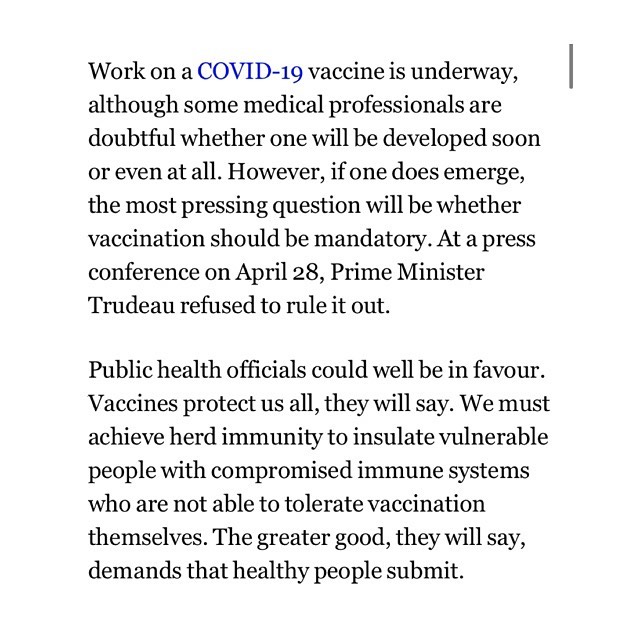 Work on a COVID-19 vaccine is underway,
although some medical professionals are
doubtful whether one will be developed soon
or even at all. However, if one does emerge,
the most pressing question will be whether
vaccination should be mandatory. At a press
conference on April 28, Prime Minister
Trudeau refused to rule it out.
Public health officials could well be in favour.
Vaccines protect us all, they will say. We must
achieve herd immunity to insulate vulnerable
people with compromised immune systems
who are not able to tolerate vaccination
themselves. The greater good, they will say,
demands that healthy people submit.